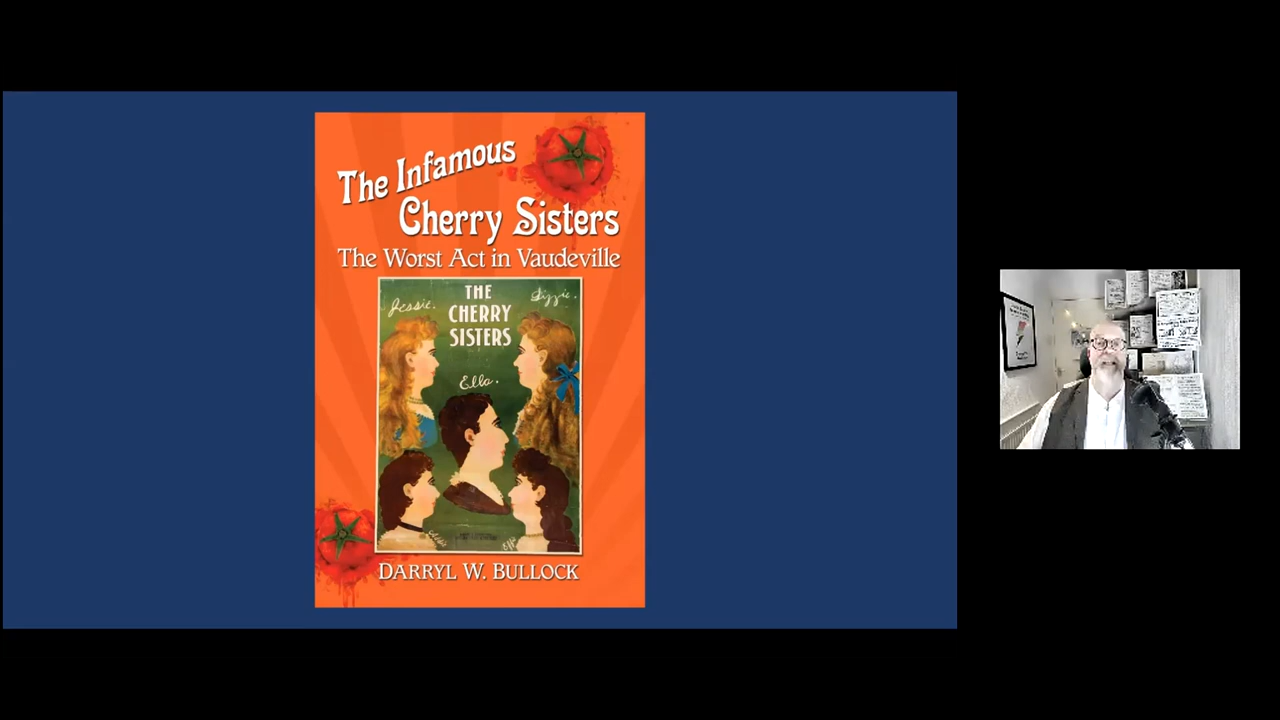 The Infamous
Cherry Sisters
The Worst Act in Vaudeville
Jessie.
THE
CHERRY
SISTERS
Lizzie.
Ella.
DARRYL W. BULLOCK